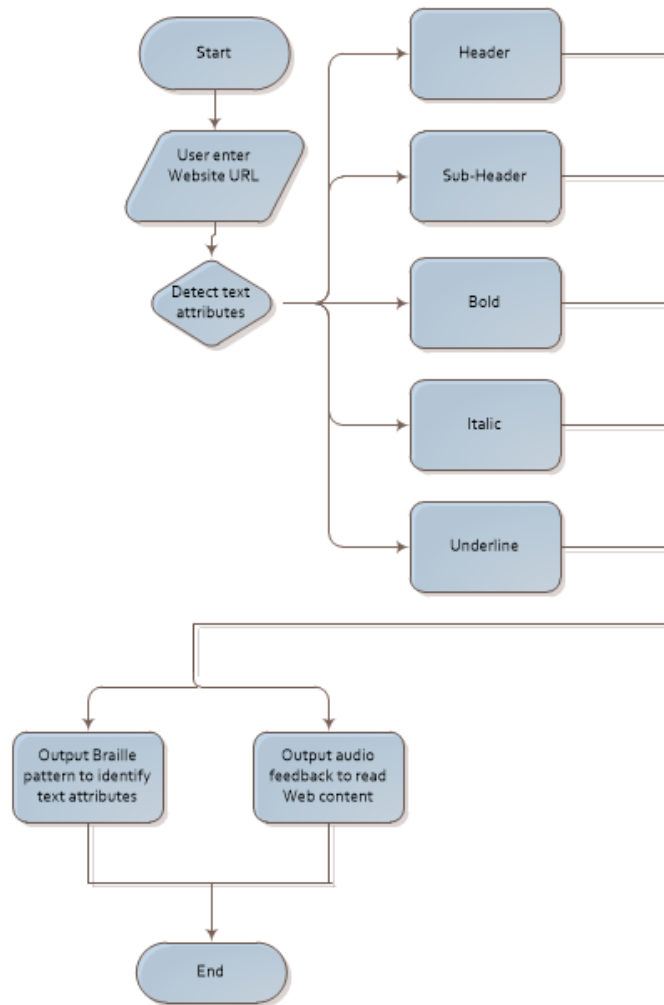 Start
User enter
Website URL
Detect text
attributes
Header
Sub-Header
Bold
Italic
Underline
Output Braille
pattern to identify
text attributes
Output audio
feedback to read
Web content
End